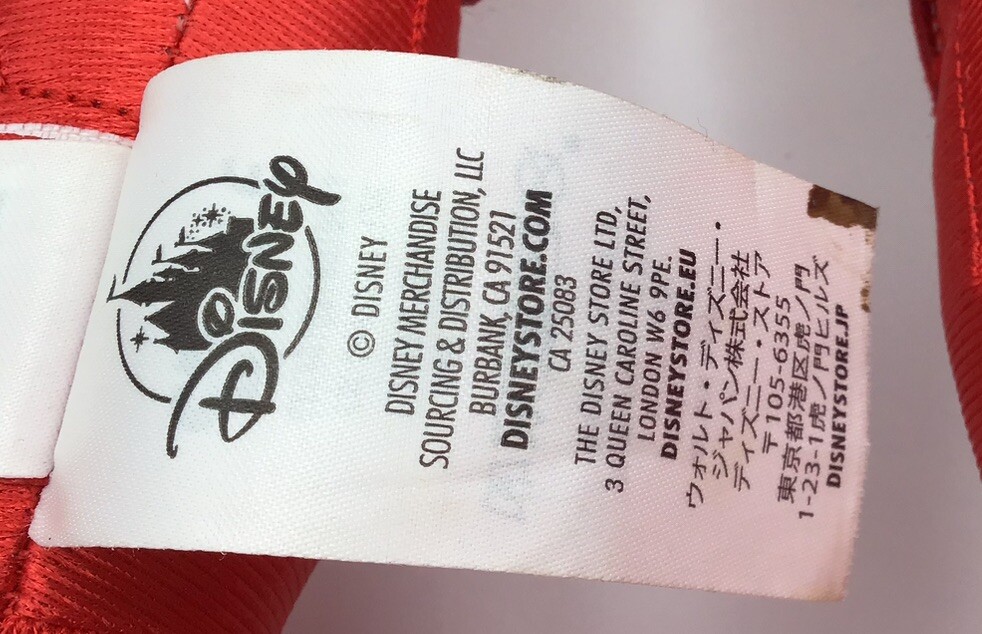 Disney
© DISNEY
DISNEY MERCHANDISE
SOURCING & DISTRIBUTION, LLC
BURBANK, CA 91521
DISNEYSTORE.COM
CA 25083
THE DISNEY STORE LTD,
3 QUEEN CAROLINE STREET,
LONDON W6 9PE.
DISNEYSTORE.EU
ウォルト・ディズニー・
ジャパン株式会社
ディズニー・ストア
〒105-6355
東京都港区虎ノ門
1-23-1虎ノ門ヒルズ
DISNEYSTORE.JP